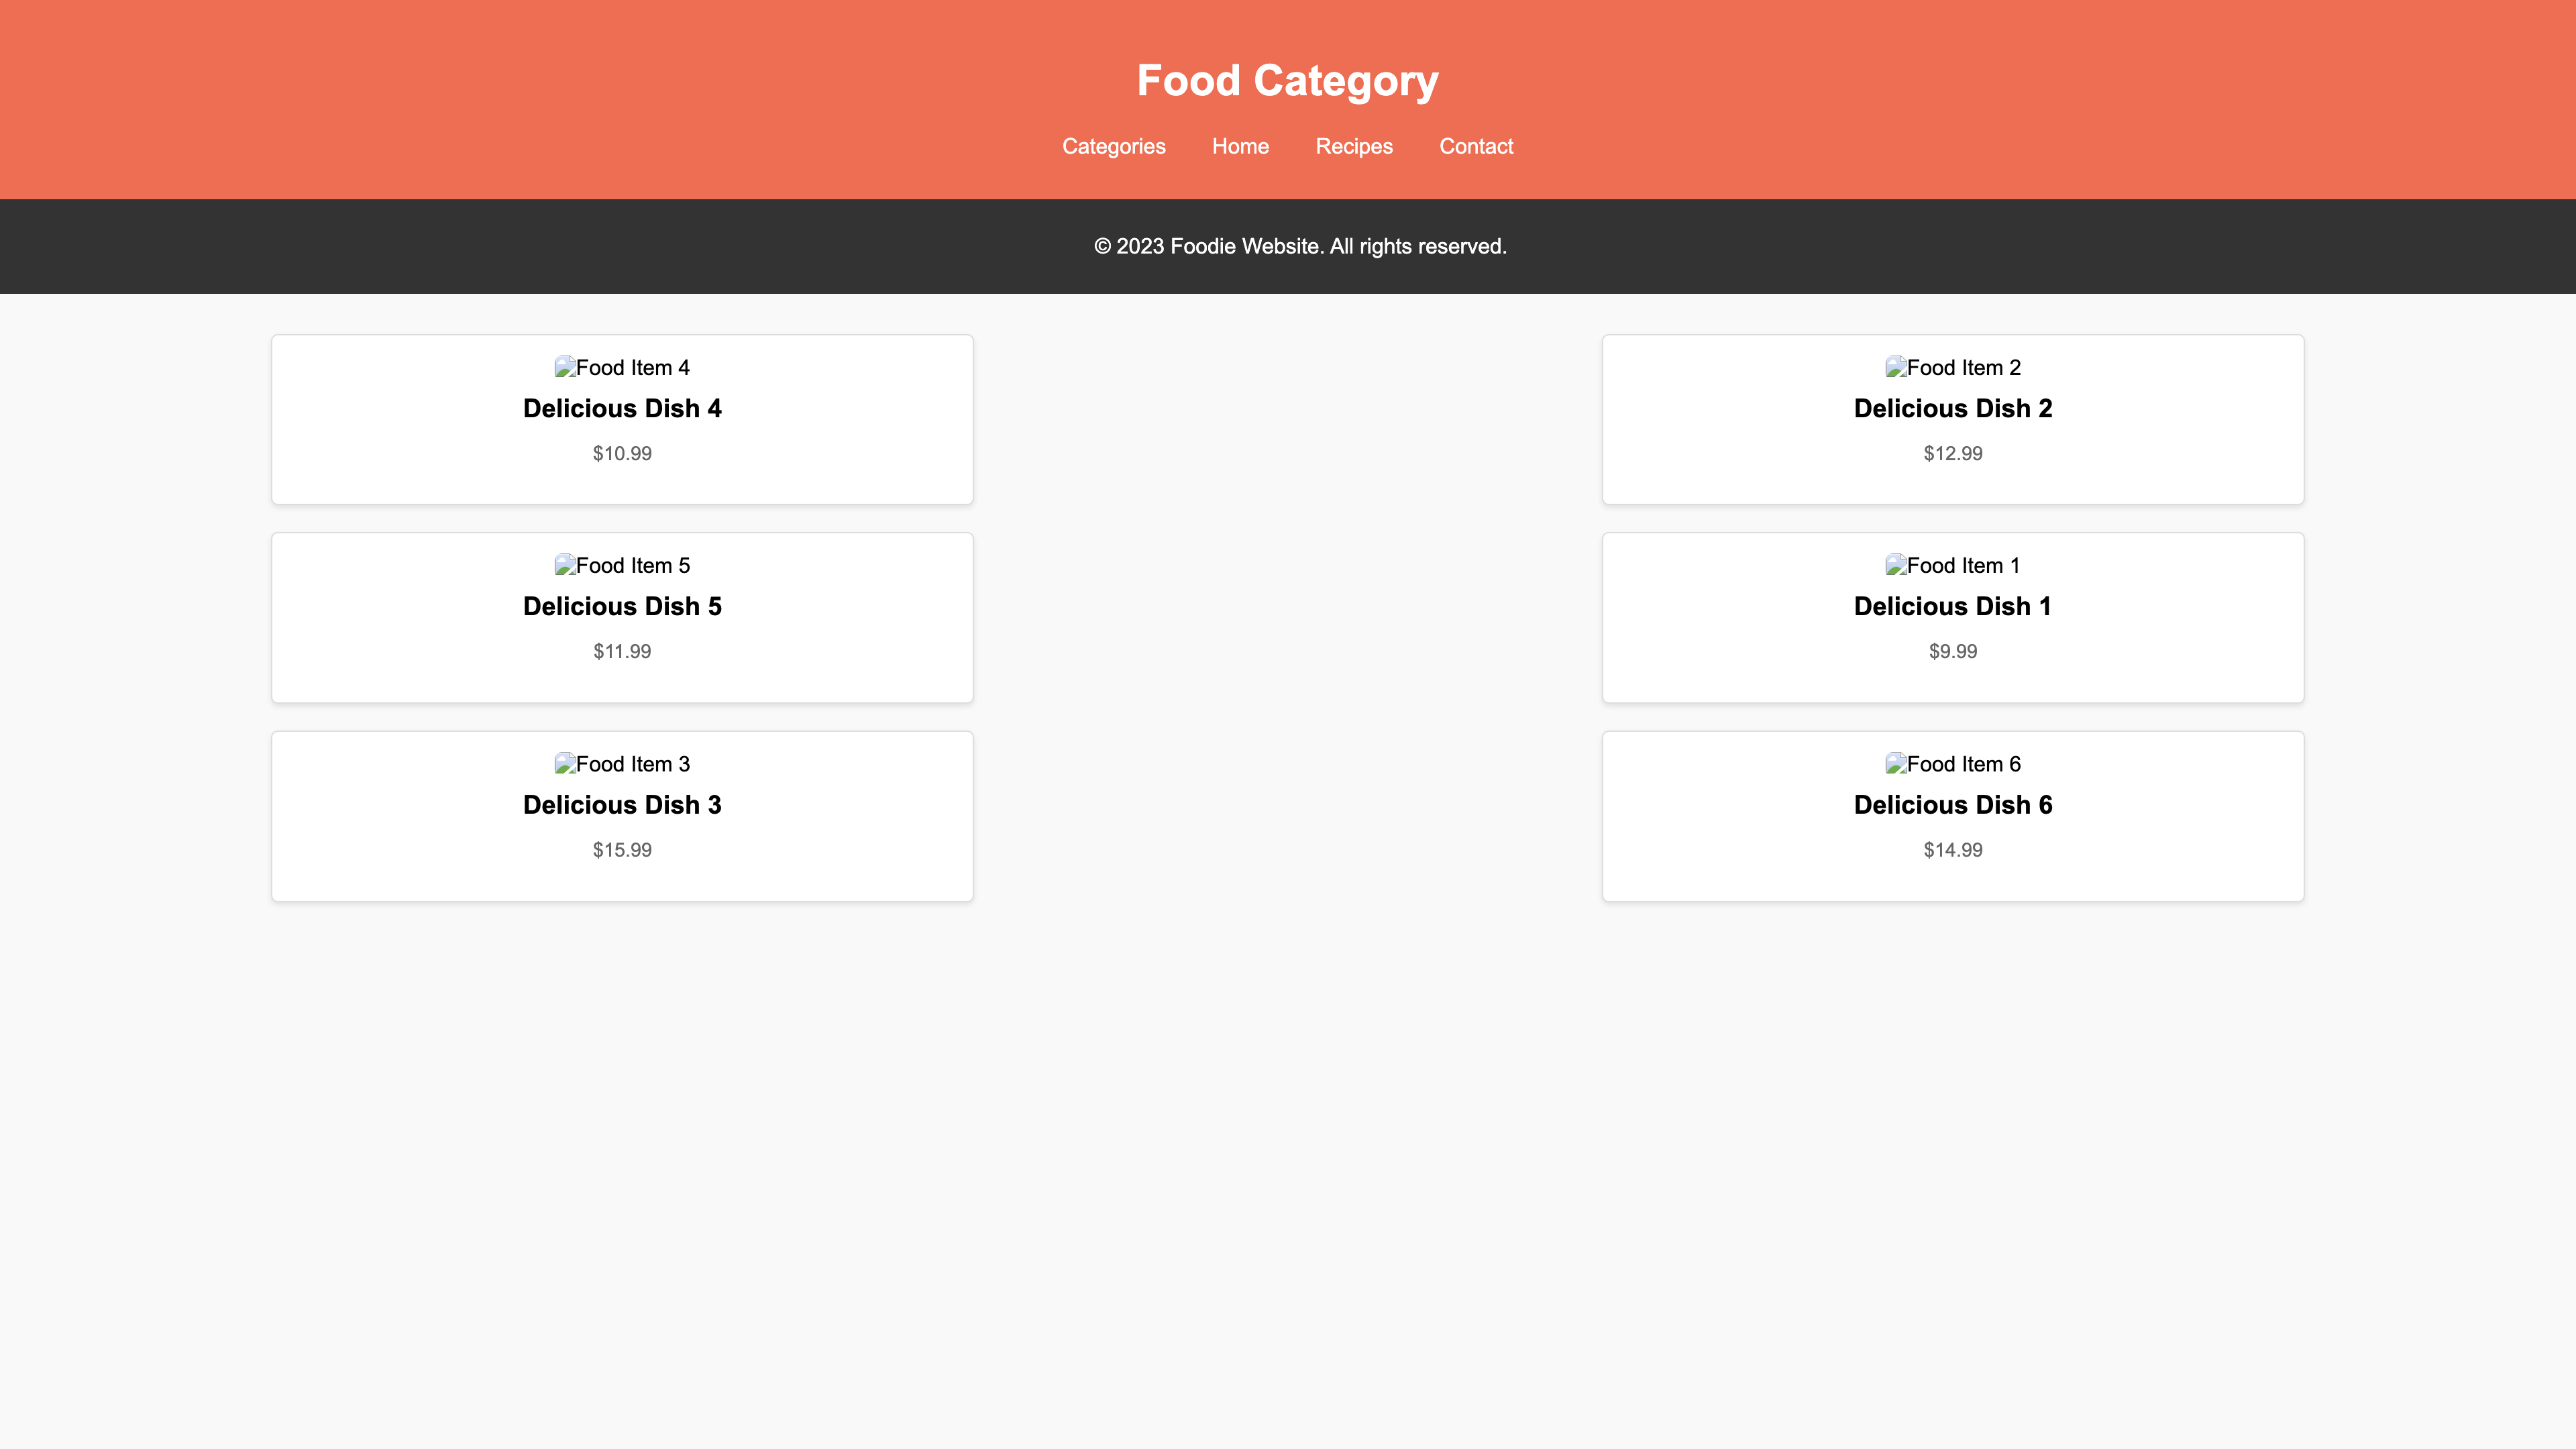 Food Category
Categories Home Recipes Contact
© 2023 Foodie Website. All rights reserved.
Food Item 4
Delicious Dish 4
$10.99
Food Item 2
Delicious Dish 2
$12.99
Food Item 5
Delicious Dish 5
$11.99
Food Item 1
Delicious Dish 1
$9.99
Food Item 3
Delicious Dish 3
$15.99
Food Item 6
Delicious Dish 6
$14.99